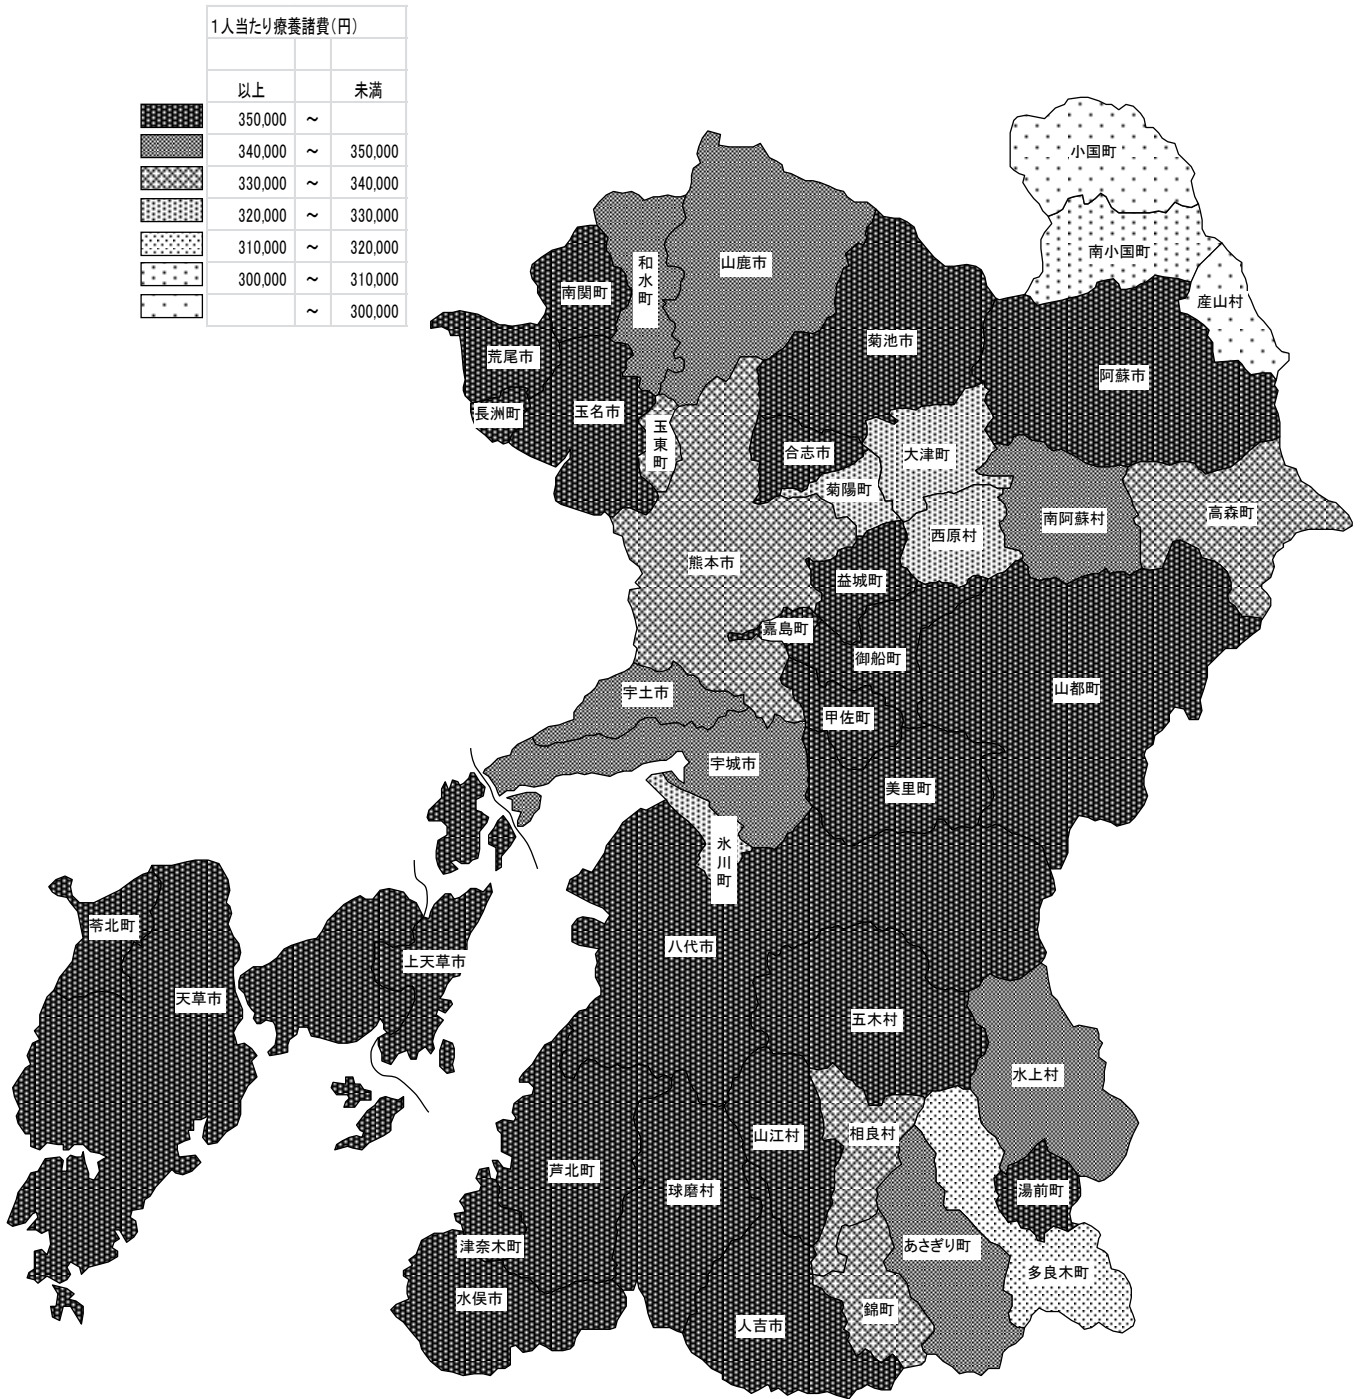 1人当たり療養諸費(円)
以上 未満
350,000 ～
340,000 ～ 350,000
330,000 ～ 340,000
320,000 ～ 330,000
310,000 ～ 320,000
300,000 ～ 310,000
～ 300,000
小国町
南小国町
産山村
山鹿市
和水町
南関町
菊池市
荒尾市
阿蘇市
長洲町
玉名市
玉東町
合志市
大津町
菊陽町
高森町
南阿蘇村
西原村
熊本市
益城町
嘉島町
御船町
宇土市
山都町
甲佐町
宇城市
美里町
氷川町
苓北町
八代市
上天草市
天草市
五木村
水上村
山江村
相良村
芦北町
球磨村
湯前町
津奈木町
あさぎり町
多良木町
水俣市
錦町
人吉市